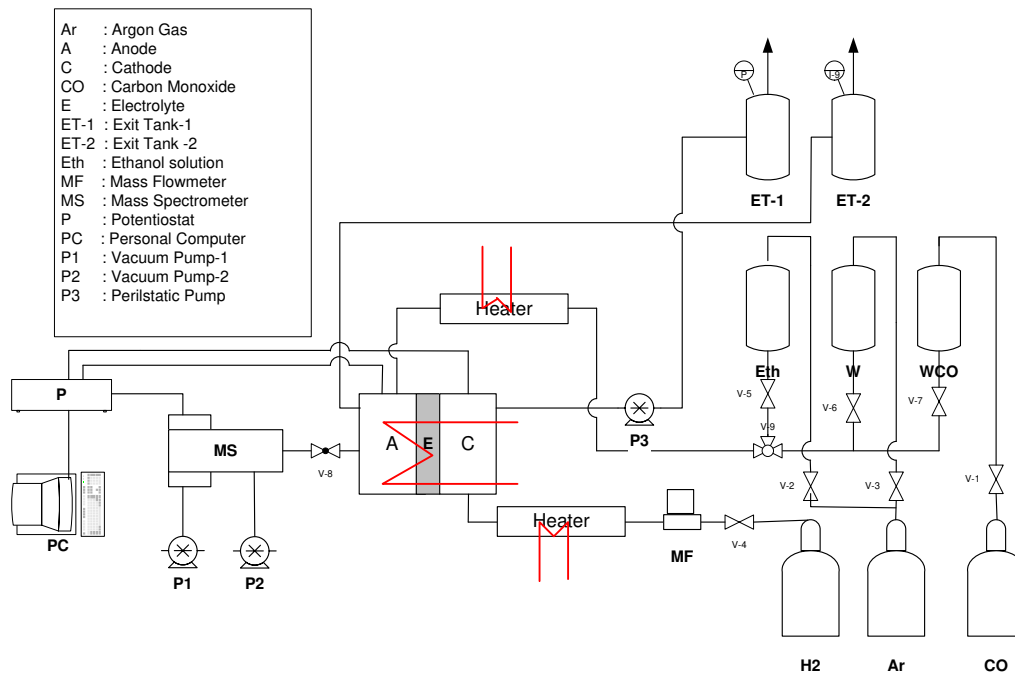 Ar : Argon Gas
A : Anode
C : Cathode
CO : Carbon Monoxide
E : Electrolyte
ET-1 : Exit Tank-1
ET-2 : Exit Tank -2
Eth : Ethanol solution
MF : Mass Flowmeter
MS : Mass Spectrometer
P : Potentiostat
PC : Personal Computer
P1 : Vacuum Pump-1
P2 : Vacuum Pump-2
P3 : Perilstatic Pump
P
I-9
ET-1
ET-2
Heater
Eth
W
WCO
V-5
V-6
V-7
P
V-9
P3
MS
A
E
C
V-8
V-2
V-3
V-1
Heater
PC
P1
P2
MF
V-4
H2
Ar
CO